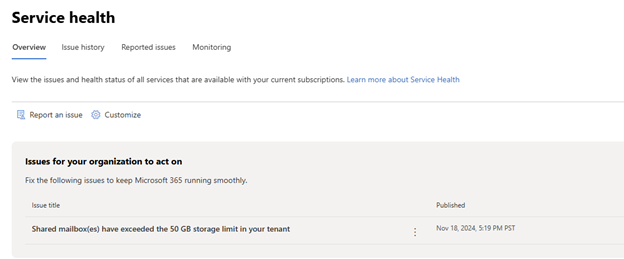 Service health
Overview Issue history Reported issues Monitoring
View the issues and health status of all services that are available with your current subscriptions. Learn more about Service Health
Report an issue Customize
Issues for your organization to act on
Fix the following issues to keep Microsoft 365 running smoothly.
Issue title Published
Shared mailbox(es) have exceeded the 50 GB storage limit in your tenant Nov 18, 2024, 5:19 PM PST